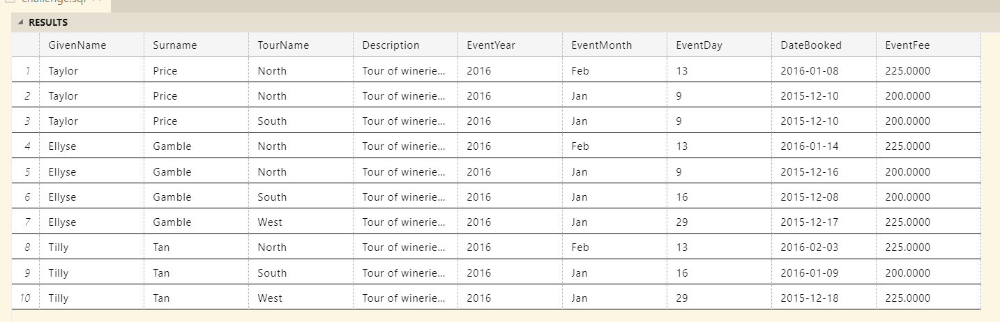 challenge.sql
RESULTS
GivenName Surname TourName Description EventYear EventMonth EventDay DateBooked EventFee
1 Taylor Price North Tour of winerie... 2016 Feb 13 2016-01-08 225.0000
2 Taylor Price North Tour of winerie... 2016 Jan 9 2015-12-10 200.0000
3 Taylor Price South Tour of winerie... 2016 Jan 9 2015-12-10 200.0000
4 Ellyse Gamble North Tour of winerie... 2016 Feb 13 2016-01-14 225.0000
5 Ellyse Gamble North Tour of winerie... 2016 Jan 9 2015-12-16 200.0000
6 Ellyse Gamble South Tour of winerie... 2016 Jan 16 2015-12-08 200.0000
7 Ellyse Gamble West Tour of winerie... 2016 Jan 29 2015-12-17 225.0000
8 Tilly Tan North Tour of winerie... 2016 Feb 13 2016-02-03 225.0000
9 Tilly Tan South Tour of winerie... 2016 Jan 16 2016-01-09 200.0000
10 Tilly Tan West Tour of winerie... 2016 Jan 29 2015-12-18 225.0000